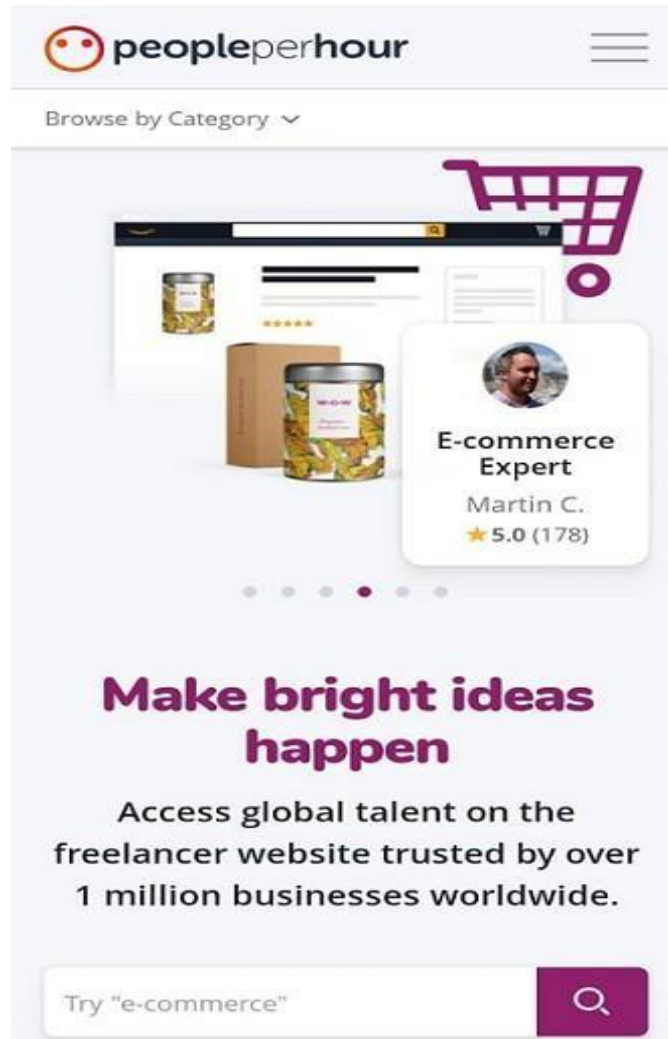 peopleperhour
Browse by Category
W·O·W
W·O·W
E-commerce
Expert
Martin C.
5.0 (178)
Make bright ideas
happen
Access global talent on the
freelancer website trusted by over
1 million businesses worldwide.
Try "e-commerce"